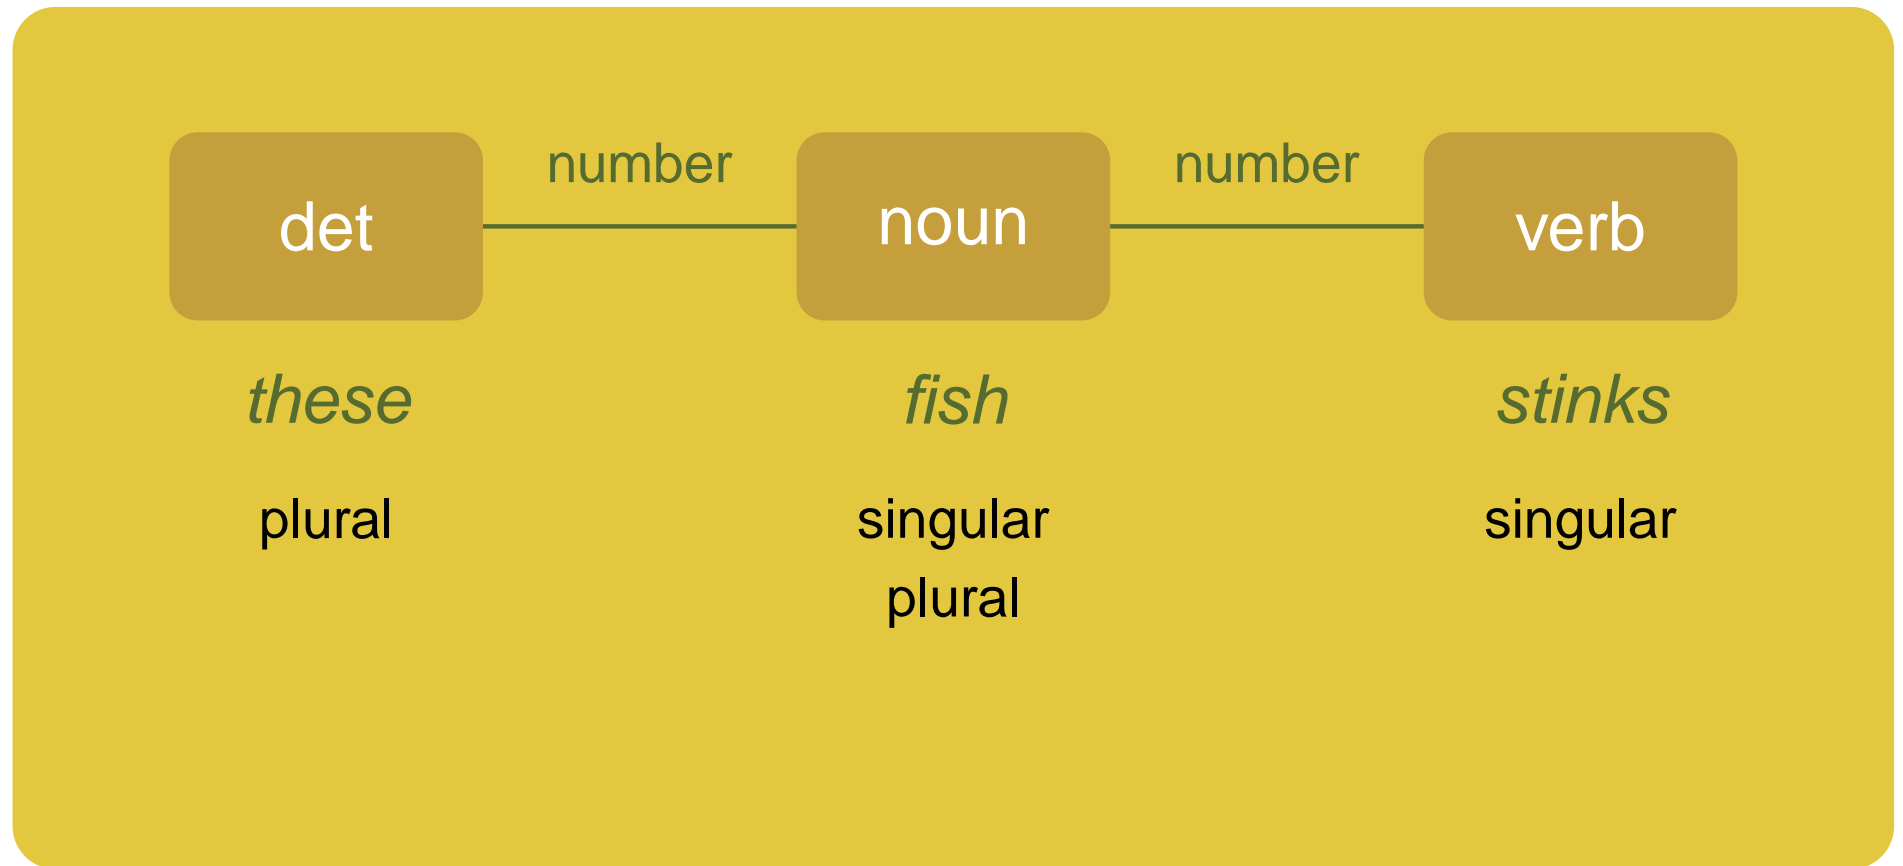 number number
det noun verb
these fish stinks
plural singular singular
plural